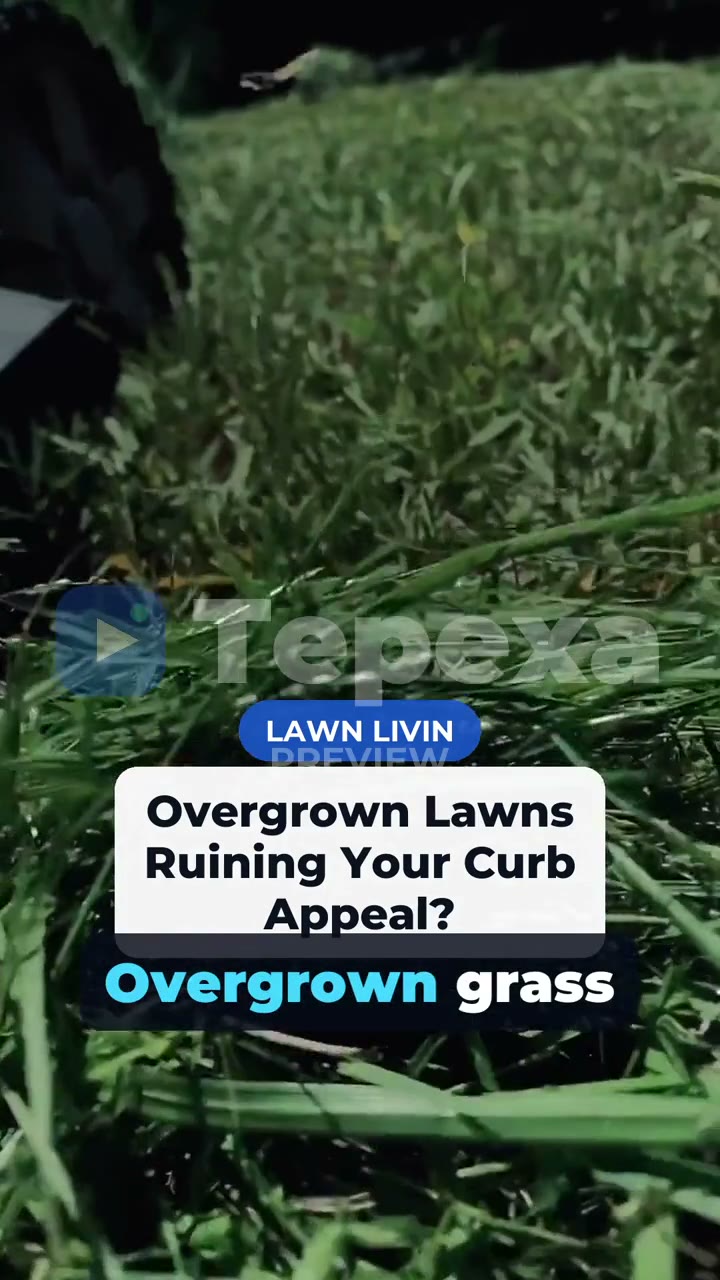 Tepexa
LAWN LIVIN
PREVIEW
Overgrown Lawns
Ruining Your Curb
Appeal?
Overgrown grass